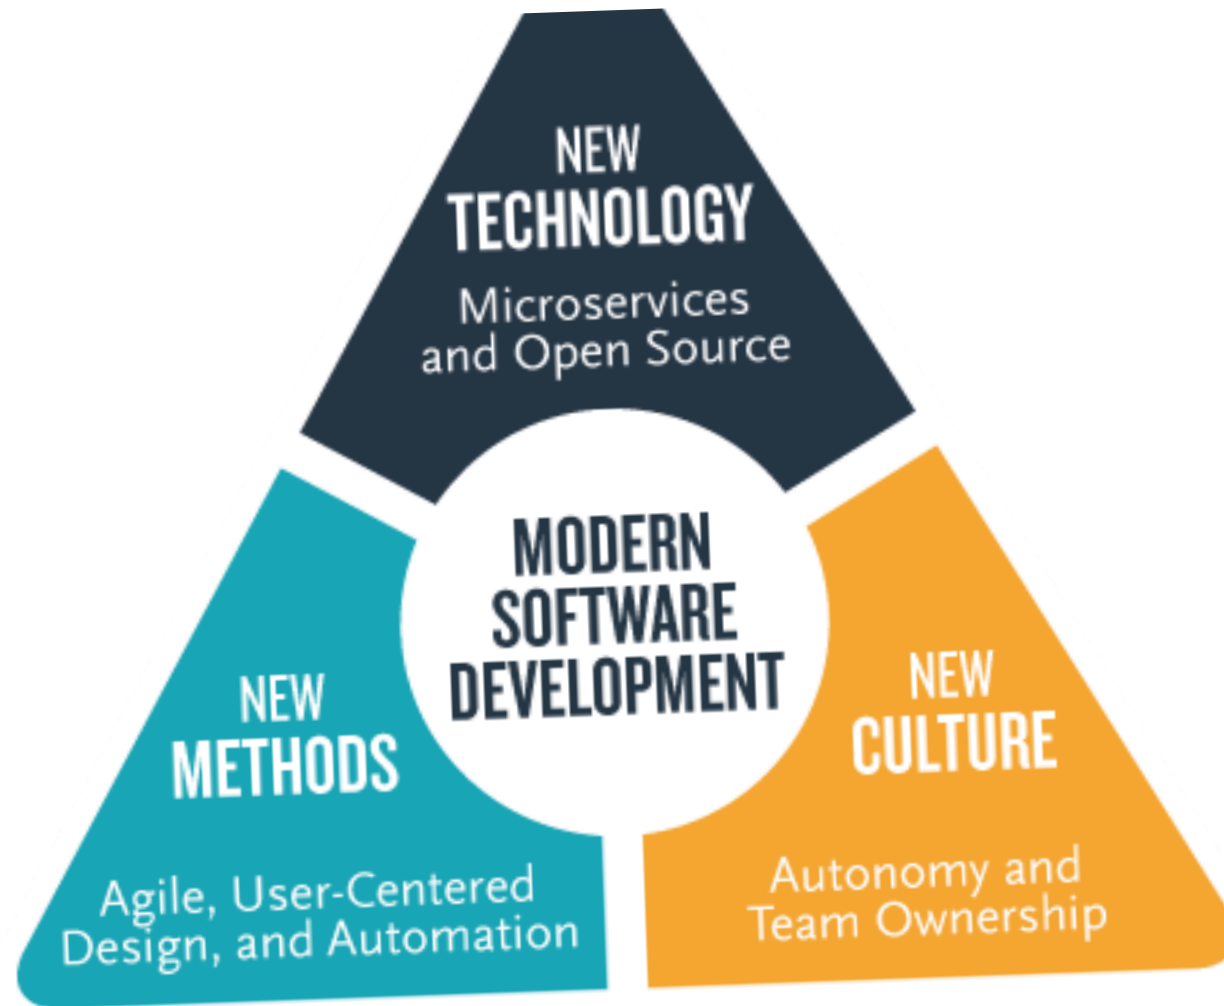 NEW
TECHNOLOGY
Microservices
and Open Source
MODERN
SOFTWARE
DEVELOPMENT
NEW
METHODS
Agile, User-Centered
Design, and Automation
NEW
CULTURE
Autonomy and
Team Ownership